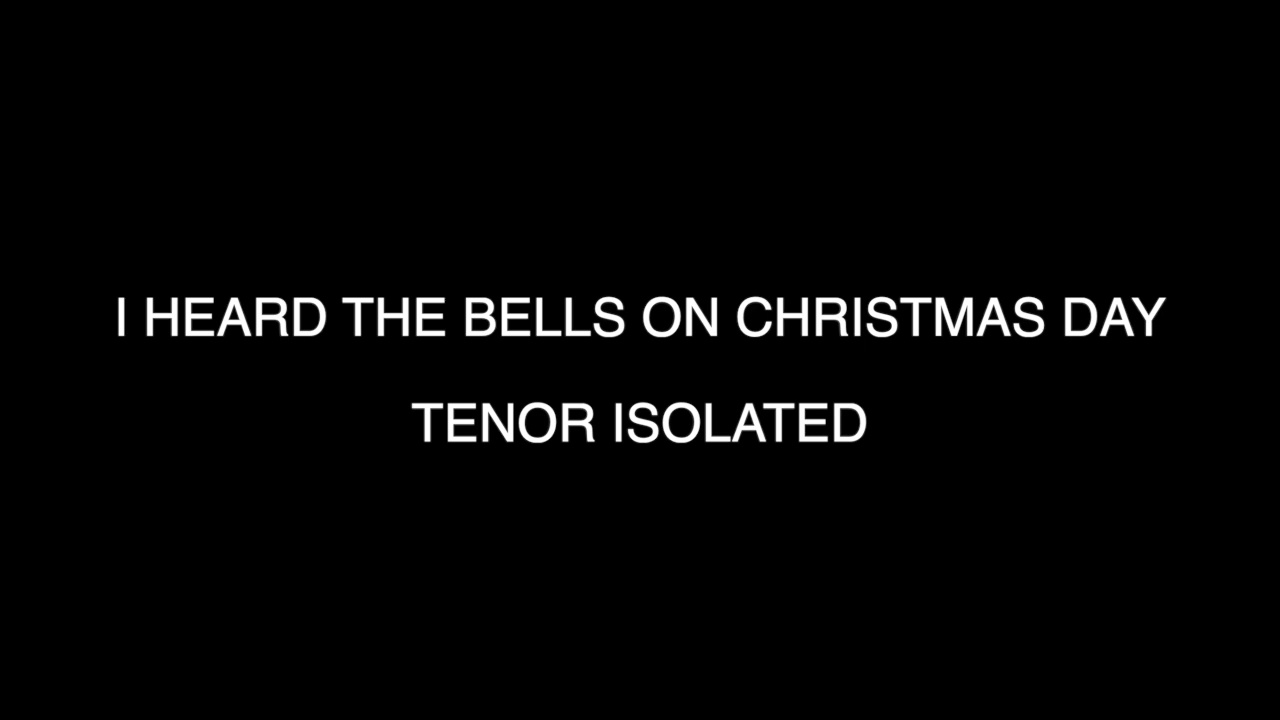 I HEARD THE BELLS ON CHRISTMAS DAY
TENOR ISOLATED